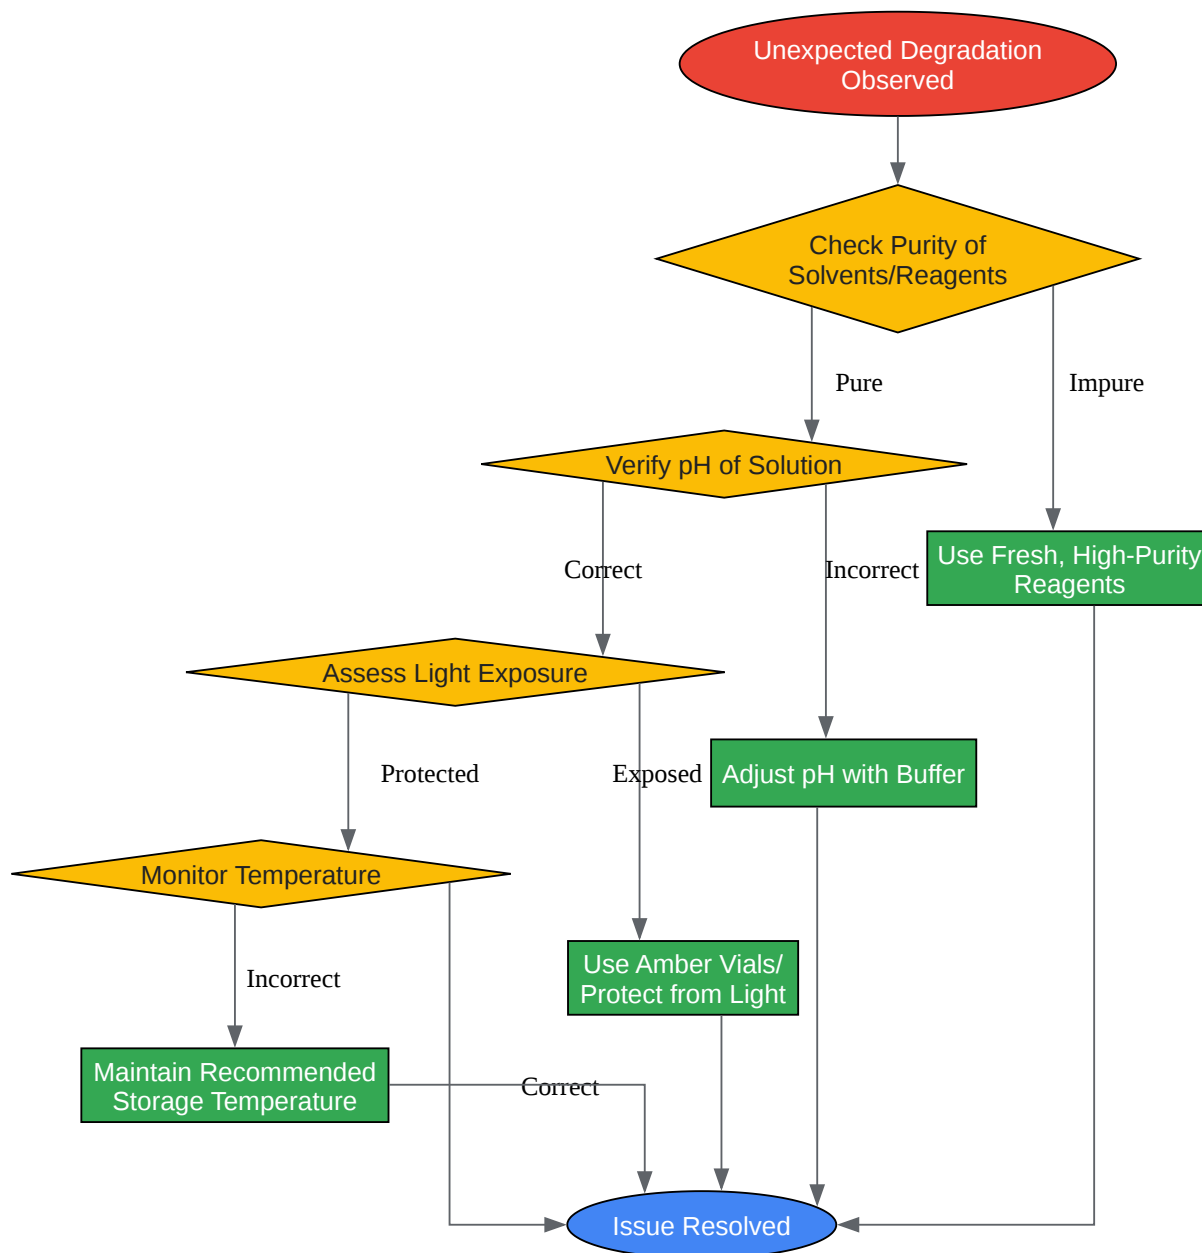 Unexpected Degradation
Observed
Check Purity of
Solvents/Reagents
Pure
Impure
Verify pH of Solution
Correct
Incorrect
Use Fresh, High-Purity
Reagents
Assess Light Exposure
Protected
Exposed
Adjust pH with Buffer
Monitor Temperature
Incorrect
Use Amber Vials/
Protect from Light
Maintain Recommended
Storage Temperature
Correct
Issue Resolved